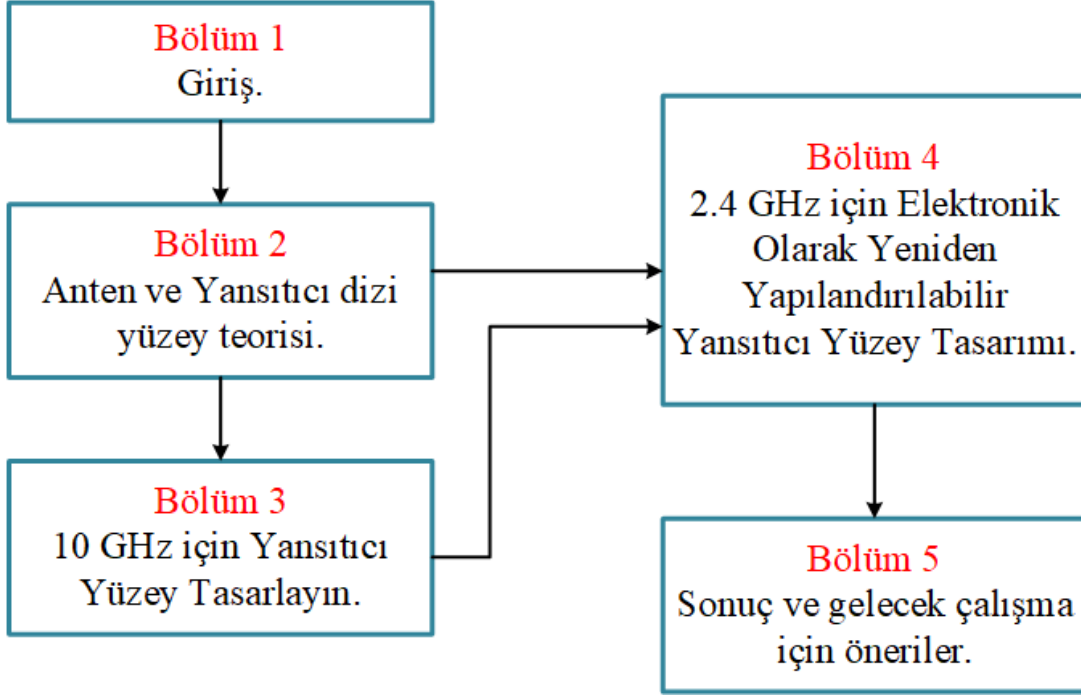 Bölüm 1
Giriş.
Bölüm 2
Anten ve Yansıtıcı dizi
yüzey teorisi.
Bölüm 3
10 GHz için Yansıtıcı
Yüzey Tasarlayın.
Bölüm 4
2.4 GHz için Elektronik
Olarak Yeniden
Yapılandırılabilir
Yansıtıcı Yüzey Tasarımı.
Bölüm 5
Sonuç ve gelecek çalışma
için öneriler.